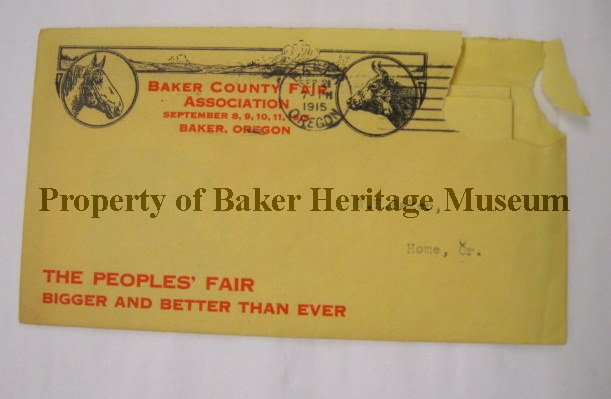 BAKER COUNTY FAIR
ASSOCIATION
SEPTEMBER 8, 9, 10, 11,
BAKER, OREGON
1915
OREGON
Property of Baker Heritage Museum
Home, Or.
THE PEOPLES' FAIR
BIGGER AND BETTER THAN EVER